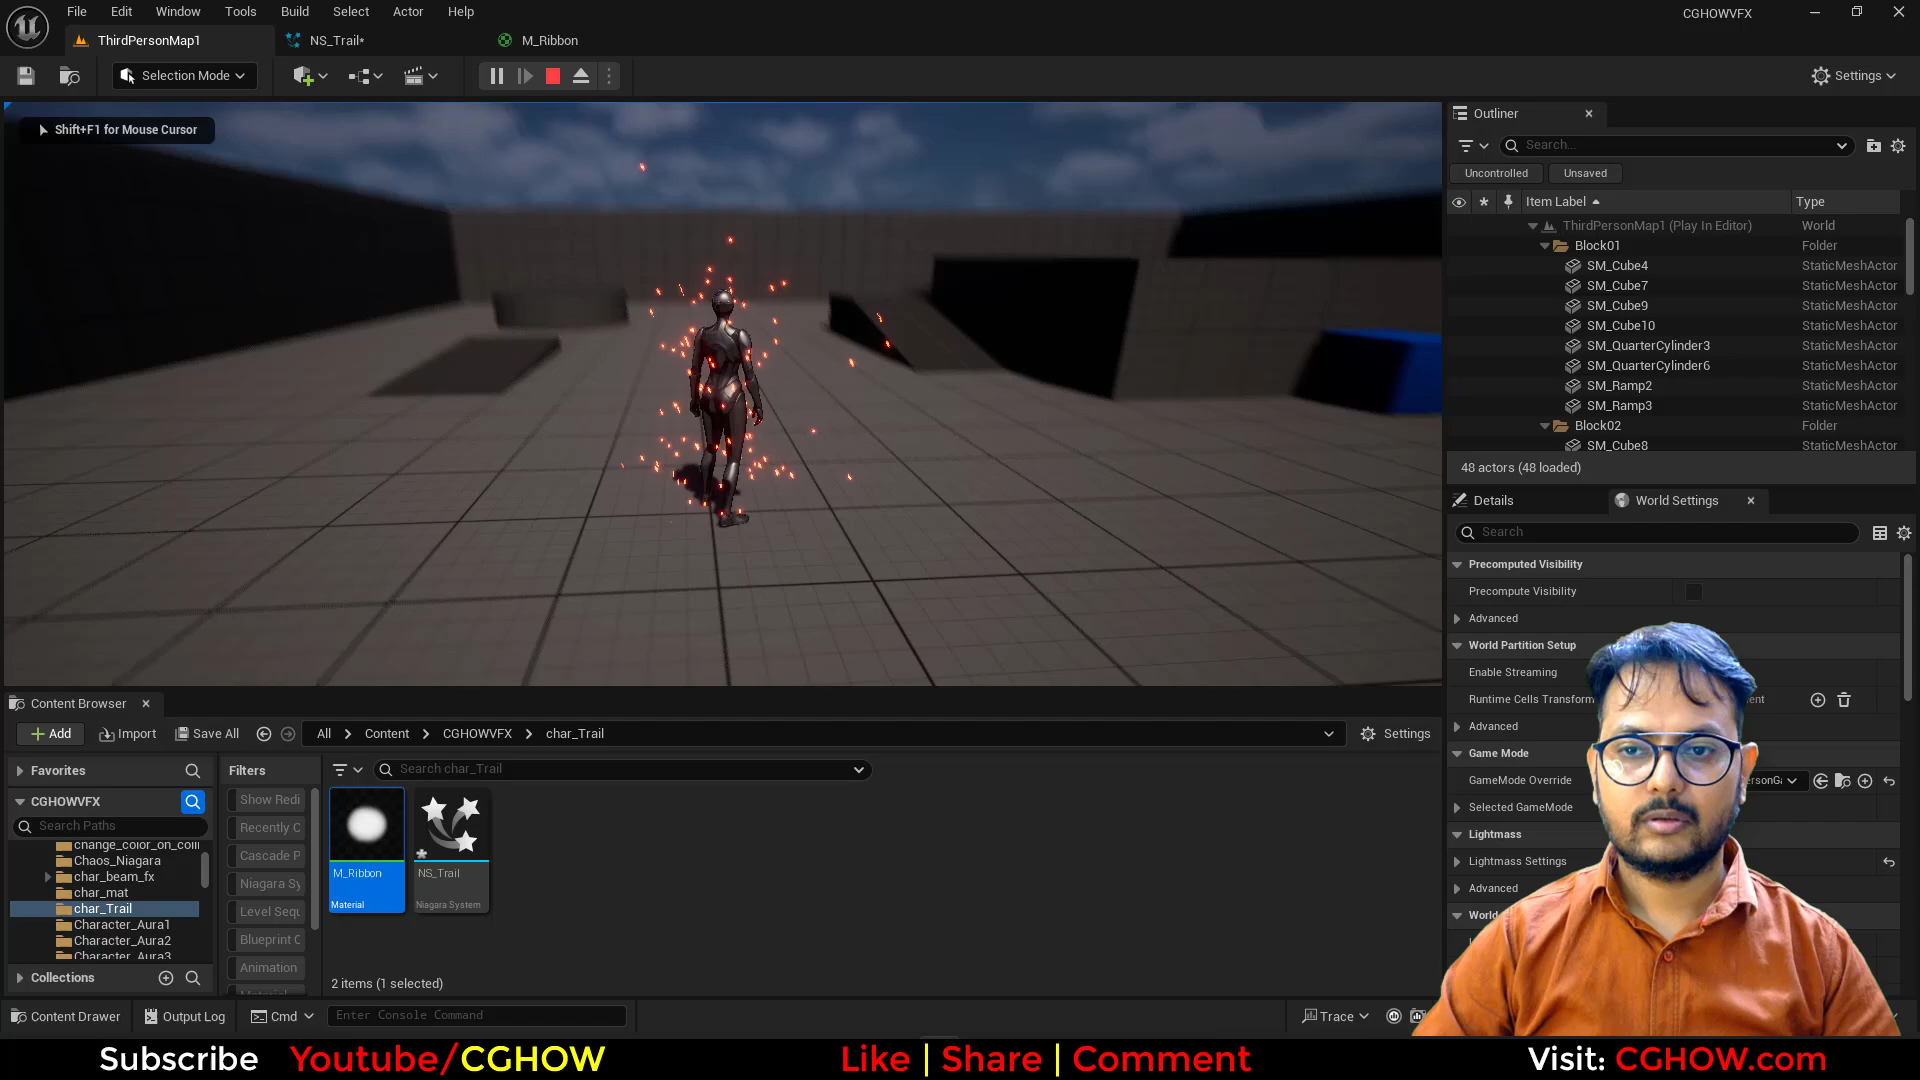 File Edit Window Tools Build Select Actor Help
CGHOWVFX
ThirdPersonMap1
NS_Trail*
M_Ribbon
Selection Mode
Settings
Shift+F1 for Mouse Cursor
Outliner
Search...
Uncontrolled
Unsaved
Item Label
Type
ThirdPersonMap1 (Play In Editor) World
Block01 Folder
SM_Cube4 StaticMeshActor
SM_Cube7 StaticMeshActor
SM_Cube9 StaticMeshActor
SM_Cube10 StaticMeshActor
SM_QuarterCylinder3 StaticMeshActor
SM_QuarterCylinder6 StaticMeshActor
SM_Ramp2 StaticMeshActor
SM_Ramp3 StaticMeshActor
Block02 Folder
SM_Cube8 StaticMeshActor
48 actors (48 loaded)
Details
World Settings
Search
Precomputed Visibility
Precompute Visibility
Advanced
World Partition Setup
Enable Streaming
Runtime Cells Transform
Advanced
Game Mode
GameMode Override
Selected GameMode
Lightmass
Lightmass Settings
Advanced
World
Content Browser
Add
Import
Save All
All
Content
CGHOWVFX
char_Trail
Settings
Favorites
Filters
Search char_Trail
CGHOWVFX
Search Paths
change_color_on_colli
Chaos_Niagara
char_beam_fx
char_mat
char_Trail
Character_Aura1
Character_Aura2
Character_Aura3
Collections
Show Redi
Recently O
Cascade P
Niagara Sy
Level Sequ
Blueprint C
Animation
M_Ribbon
Material
NS_Trail
Niagara System
2 items (1 selected)
Content Drawer
Output Log
Cmd
Enter Console Command
Trace
Subscribe Youtube/CGHOW
Like | Share | Comment
Visit: CGHOW.com